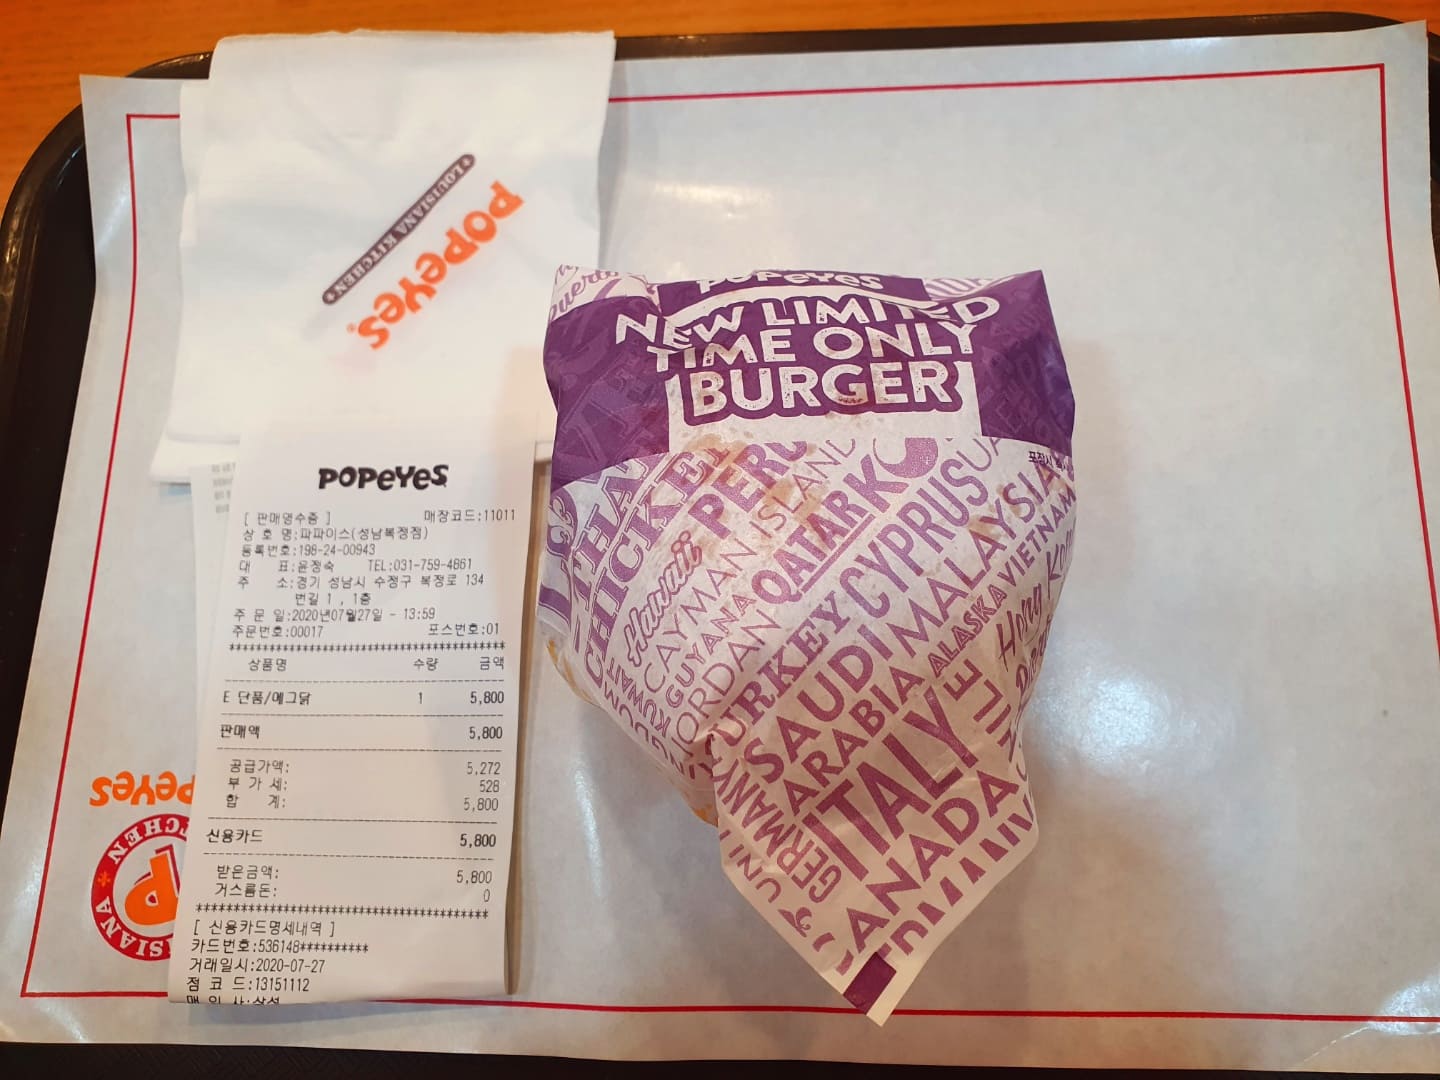 POPEYES
LOUISIANA KITCHEN
POPEYES
[ 판매영수증 ] 매장코드:11011
상 호 명:파파이스(성남복정점)
등록번호:198-24-00943
대 표:윤정숙 TEL:031-759-4861
주 소:경기 성남시 수정구 복정로 134
번길 1 , 1층
주 문 일:2020년07월27일 - 13:59
주문번호:00017 포스번호:01
상품명 수량 금액
E 단품/메그닭 1 5,800
판매액 5,800
공급가액: 5,272
부 가 세: 528
합 계: 5,800
신용카드 5,800
받은금액: 5,800
거스름돈: 0
[ 신용카드명세내역 ]
카드번호:536148**********
거래일시:2020-07-27
점 코 드:13151112
매 입 사:삼성
POPEYES
NEW LIMITED
TIME ONLY
BURGER
PERU
Hawaii
CAYMAN ISLAND
QATAR
GUYANA
KUWAIT
JORDAN
TURKEY
CYPRUS
SAUDI
ARABIA
MALAYSIA
ALASKA
VIETNAM
GERMANY
ITALY